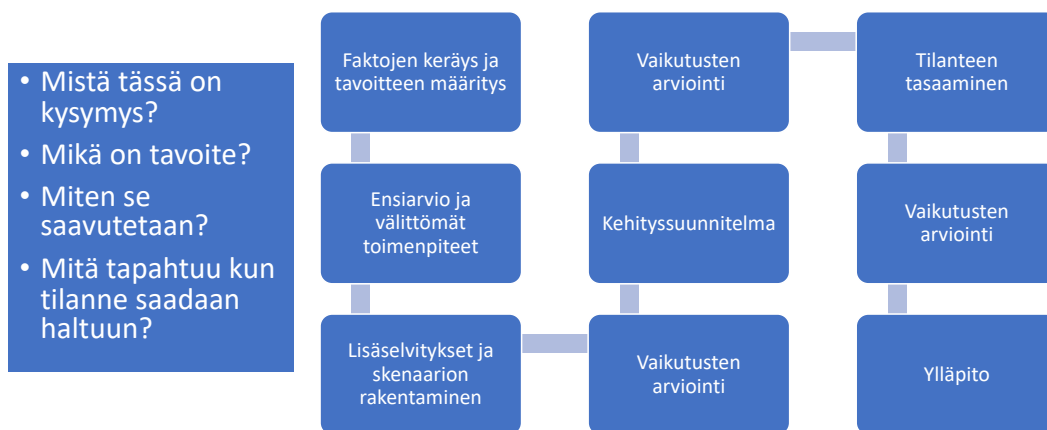 • Mistä tässä on
kysymys?
• Mikä on tavoite?
• Miten se
saavutetaan?
• Mitä tapahtuu kun
tilanne saadaan
haltuun?
Faktojen keräys ja
tavoitteen määritys
Ensiarvio ja
välittömät
toimenpiteet
Lisäselvitykset ja
skenaarion
rakentaminen
Vaikutusten
arviointi
Kehityssuunnitelma
Vaikutusten
arviointi
Tilanteen
tasaaminen
Vaikutusten
arviointi
Ylläpito